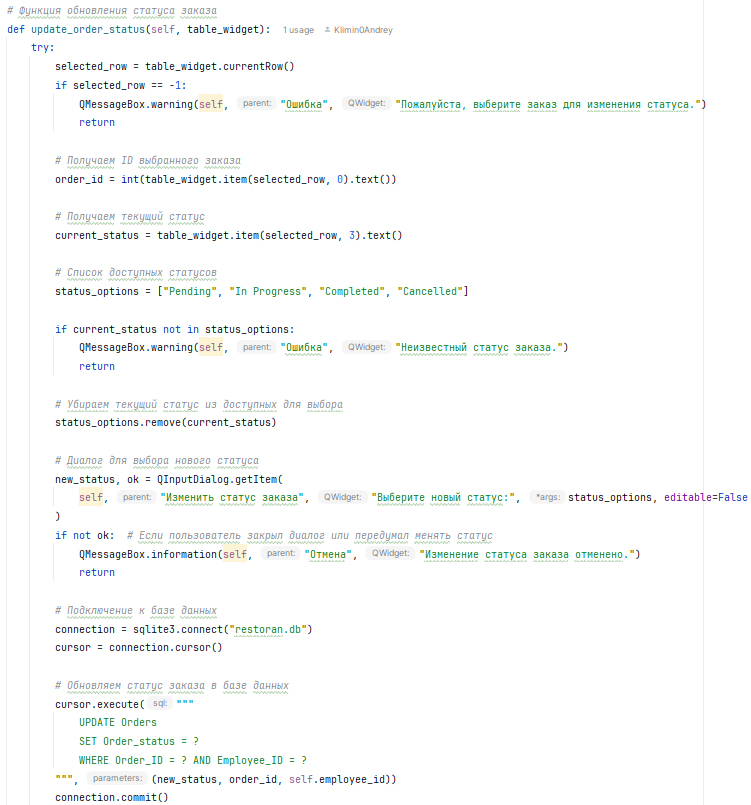 # Функция обновления статуса заказа
def update_order_status(self, table_widget): 1 usage Klimin0Andrey
try:
selected_row = table_widget.currentRow()
if selected_row == -1:
QMessageBox.warning(self, parent: "Ошибка", QWidget: "Пожалуйста, выберите заказ для изменения статуса.")
return
# Получаем ID выбранного заказа
order_id = int(table_widget.item(selected_row, 0).text())
# Получаем текущий статус
current_status = table_widget.item(selected_row, 3).text()
# Список доступных статусов
status_options = ["Pending", "In Progress", "Completed", "Cancelled"]
if current_status not in status_options:
QMessageBox.warning(self, parent: "Ошибка", QWidget: "Неизвестный статус заказа.")
return
# Убираем текущий статус из доступных для выбора
status_options.remove(current_status)
# Диалог для выбора нового статуса
new_status, ok = QInputDialog.getItem(
self, parent: "Изменить статус заказа", QWidget: "Выберите новый статус:", *args: status_options, editable=False
)
if not ok: # Если пользователь закрыл диалог или передумал менять статус
QMessageBox.information(self, parent: "Отмена", QWidget: "Изменение статуса заказа отменено.")
return
# Подключение к базе данных
connection = sqlite3.connect("restoran.db")
cursor = connection.cursor()
# Обновляем статус заказа в базе данных
cursor.execute( sql: """
UPDATE Orders
SET Order_status = ?
WHERE Order_ID = ? AND Employee_ID = ?
""", parameters: (new_status, order_id, self.employee_id))
connection.commit()